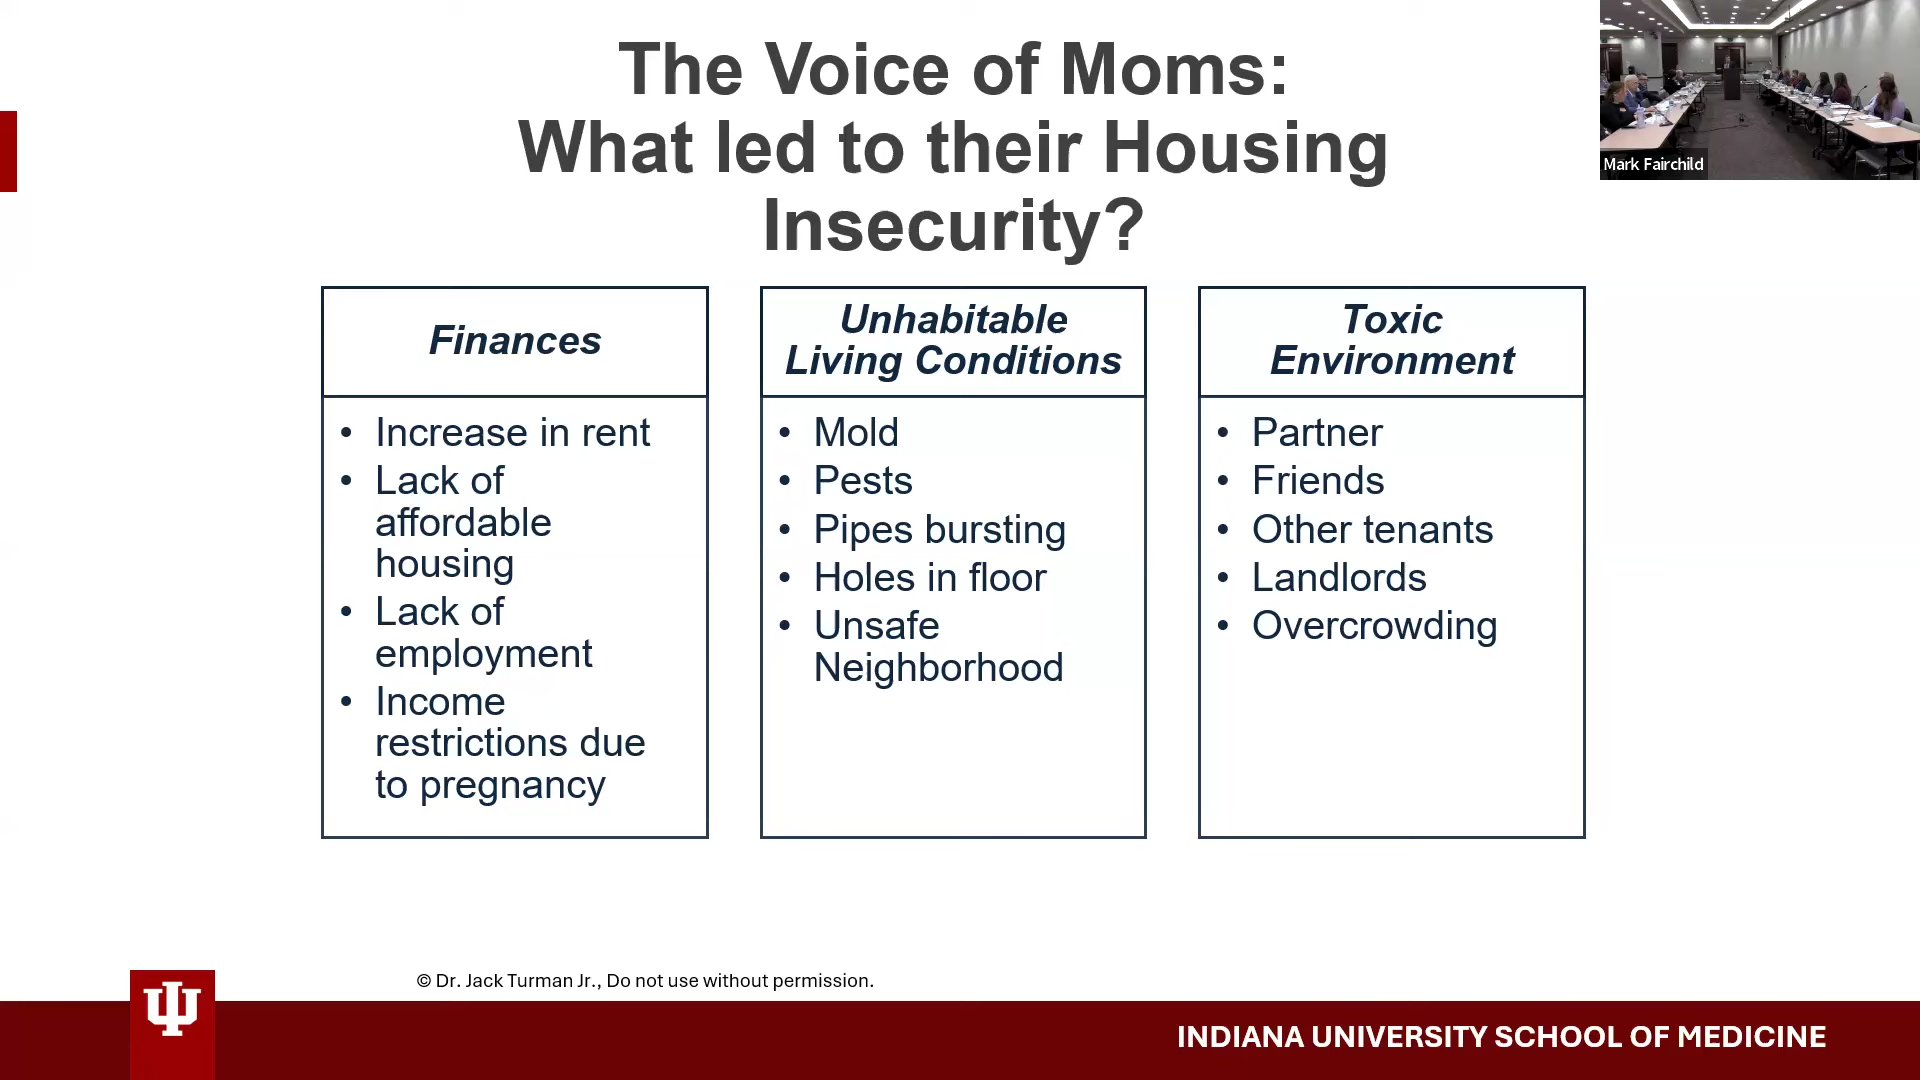 The Voice of Moms:
What led to their Housing
Insecurity?
Mark Fairchild
Finances
• Increase in rent
• Lack of
affordable
housing
• Lack of
employment
• Income
restrictions due
to pregnancy
Unhabitable
Living Conditions
• Mold
• Pests
• Pipes bursting
• Holes in floor
• Unsafe
Neighborhood
Toxic
Environment
• Partner
• Friends
• Other tenants
• Landlords
• Overcrowding
© Dr. Jack Turman Jr., Do not use without permission.
INDIANA UNIVERSITY SCHOOL OF MEDICINE